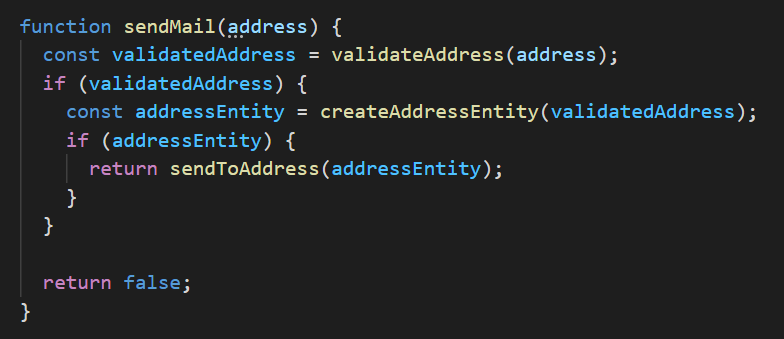 function sendMail(address) {
  const validatedAddress = validateAddress(address);
  if (validatedAddress) {
    const addressEntity = createAddressEntity(validatedAddress);
    if (addressEntity) {
      return sendToAddress(addressEntity);
    }
  }

  return false;
}